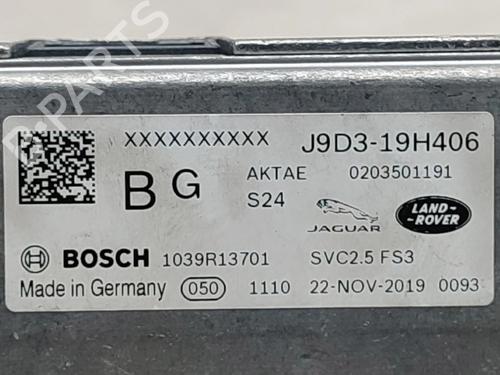 XXXXXXXXXX J9D3-19H406
B G AKTAE 0203501191
S24 JAGUAR LAND-ROVER
BOSCH 1039R13701 SVC2.5 FS3
Made in Germany 050 1110 22-NOV-2019 0093
B-PARTS